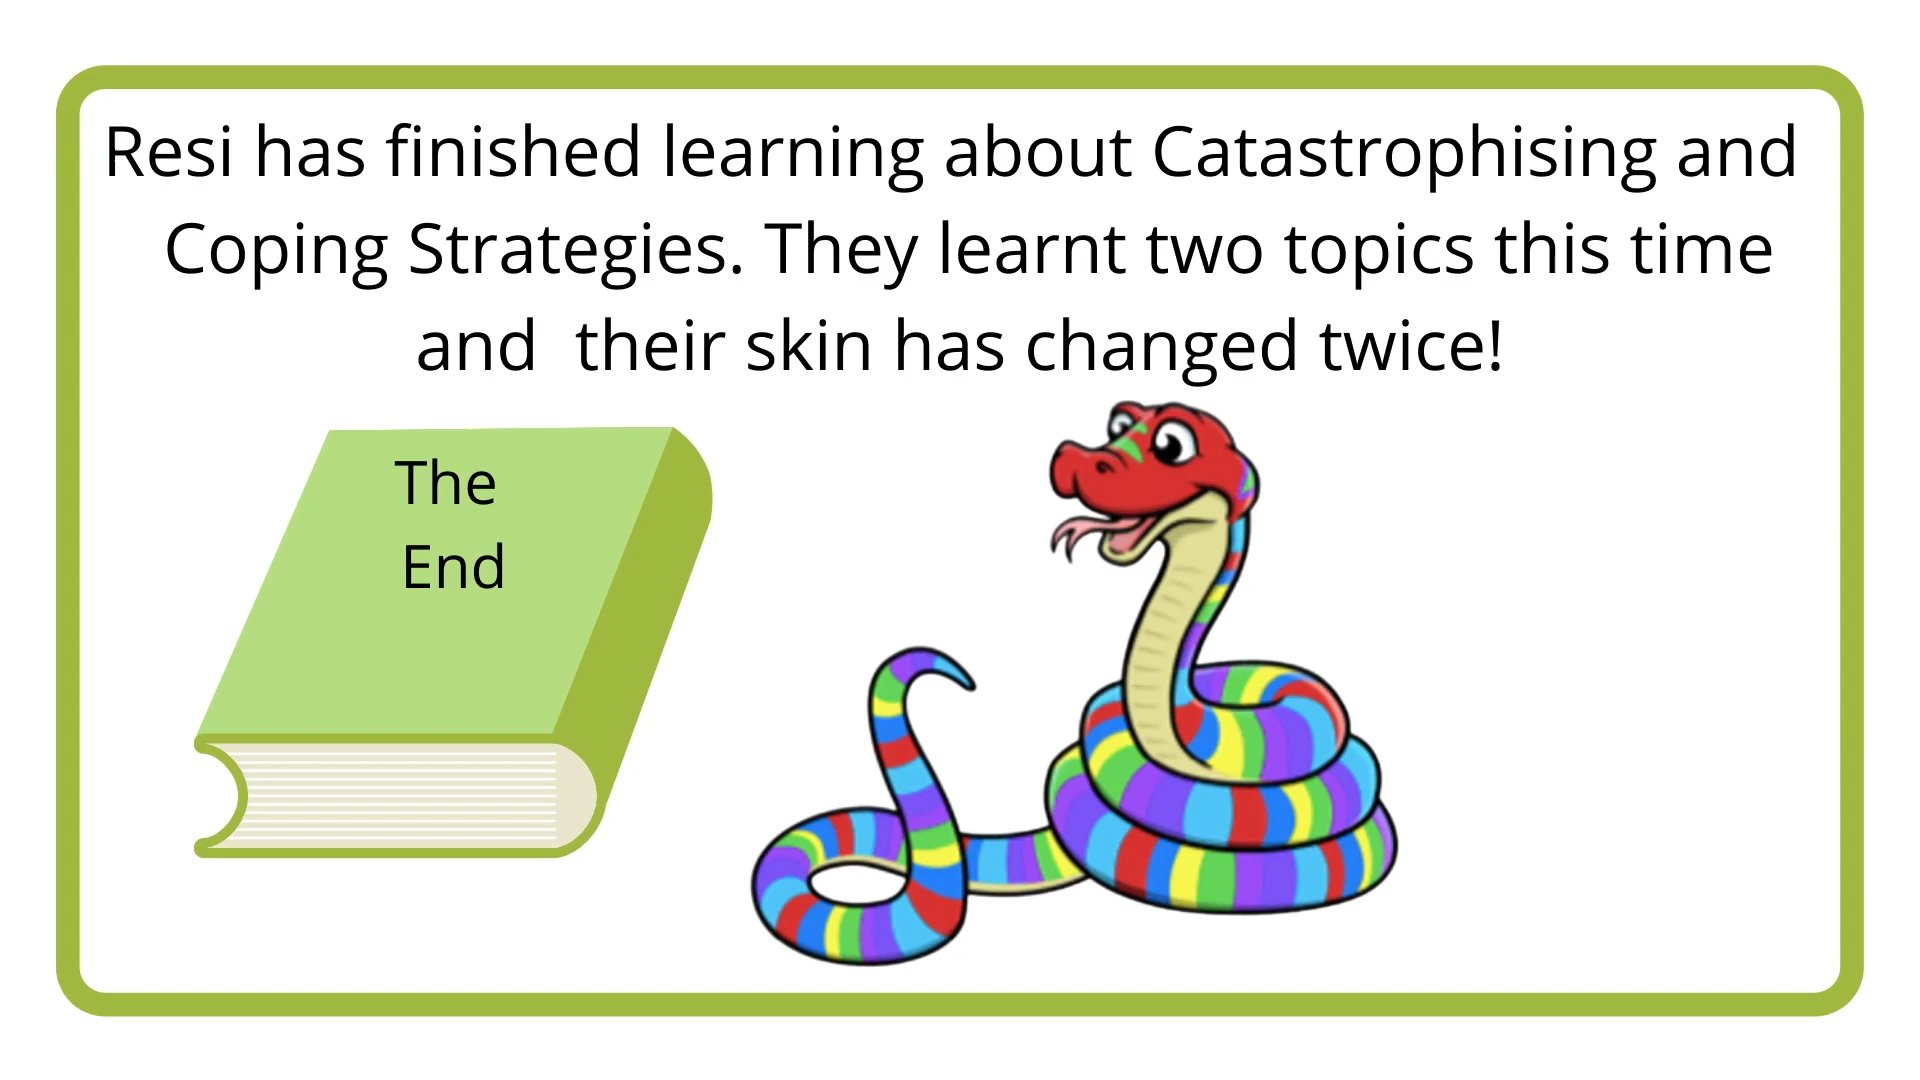 Resi has finished learning about Catastrophising and
Coping Strategies. They learnt two topics this time
and  their skin has changed twice!
The
End